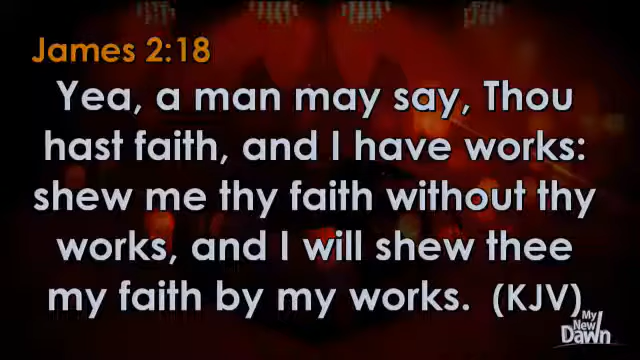 James 2:18
Yea, a man may say, Thou
hast faith, and I have works:
shew me thy faith without thy
works, and I will shew thee
my faith by my works. (KJV)
My
New
Dawn